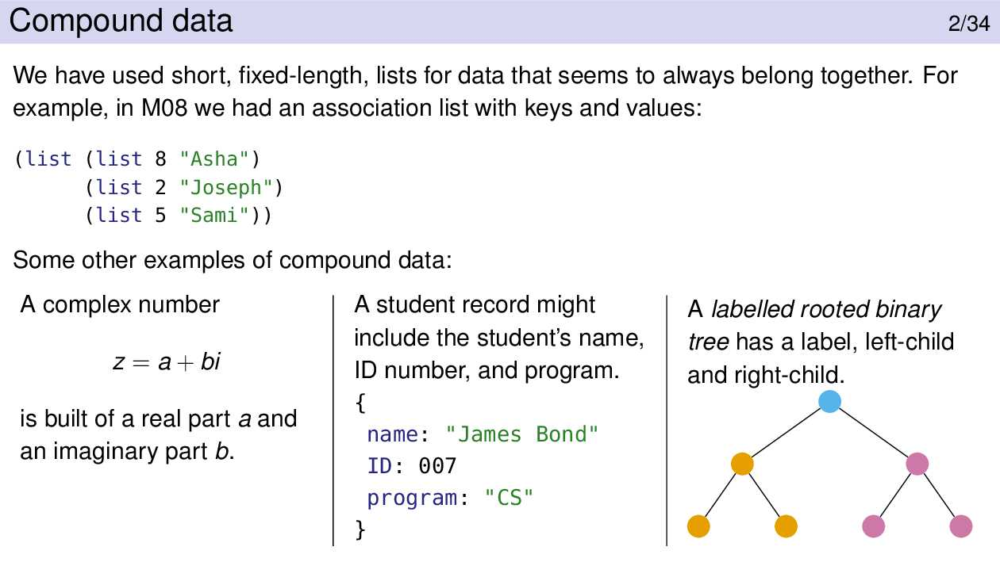 Compound data
2/34
We have used short, fixed-length, lists for data that seems to always belong together. For
example, in M08 we had an association list with keys and values:
(list (list 8 "Asha")
      (list 2 "Joseph")
      (list 5 "Sami"))
Some other examples of compound data:
A complex number
z = a + bi
is built of a real part a and
an imaginary part b.
A student record might
include the student’s name,
ID number, and program.
{
 name: "James Bond"
 ID: 007
 program: "CS"
}
A labelled rooted binary
tree has a label, left-child
and right-child.